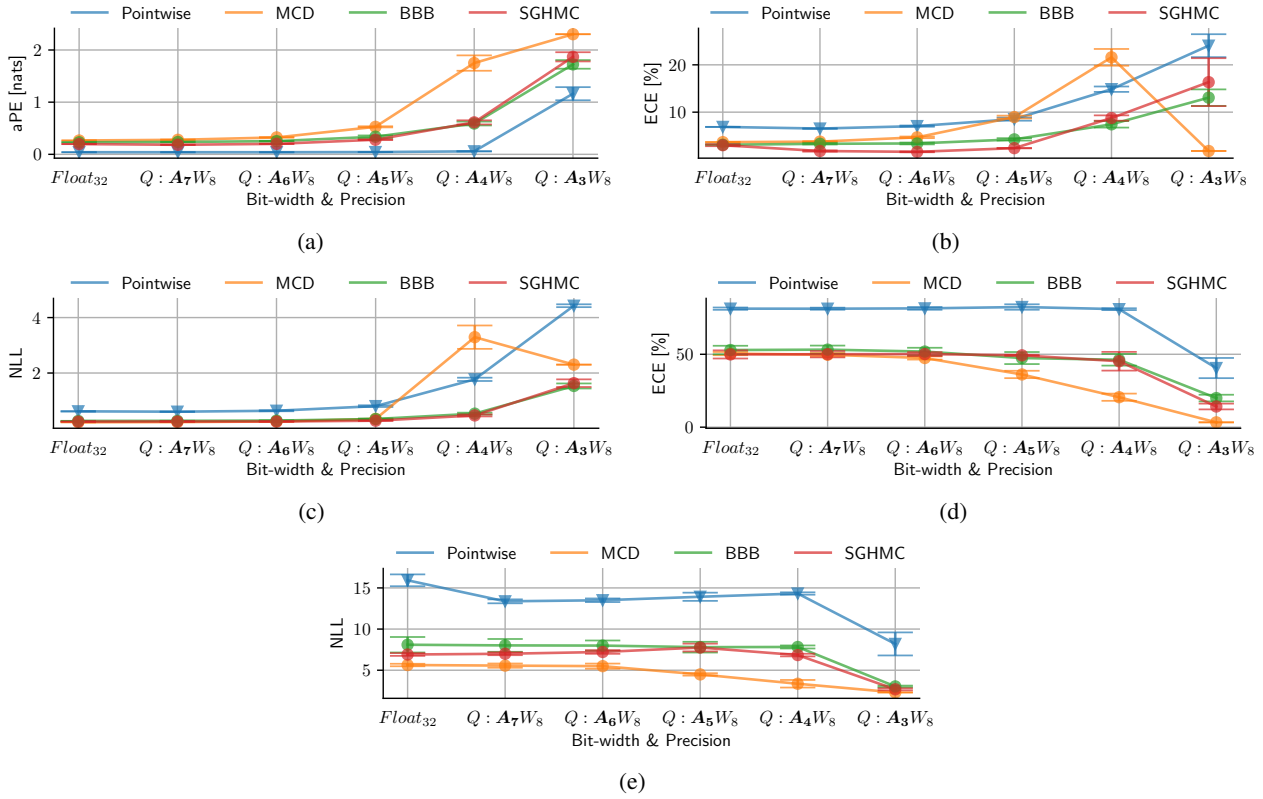 Pointwise MCD BBB SGHMC
aPE [nats]
2
1
0
Float32 Q : A7W8 Q : A6W8 Q : A5W8 Q : A4W8 Q : A3W8
Bit-width & Precision
(a)
Pointwise MCD BBB SGHMC
ECE [%]
20
10
Float32 Q : A7W8 Q : A6W8 Q : A5W8 Q : A4W8 Q : A3W8
Bit-width & Precision
(b)
Pointwise MCD BBB SGHMC
NLL
4
2
Float32 Q : A7W8 Q : A6W8 Q : A5W8 Q : A4W8 Q : A3W8
Bit-width & Precision
(c)
Pointwise MCD BBB SGHMC
ECE [%]
50
0
Float32 Q : A7W8 Q : A6W8 Q : A5W8 Q : A4W8 Q : A3W8
Bit-width & Precision
(d)
Pointwise MCD BBB SGHMC
NLL
15
10
5
Float32 Q : A7W8 Q : A6W8 Q : A5W8 Q : A4W8 Q : A3W8
Bit-width & Precision
(e)